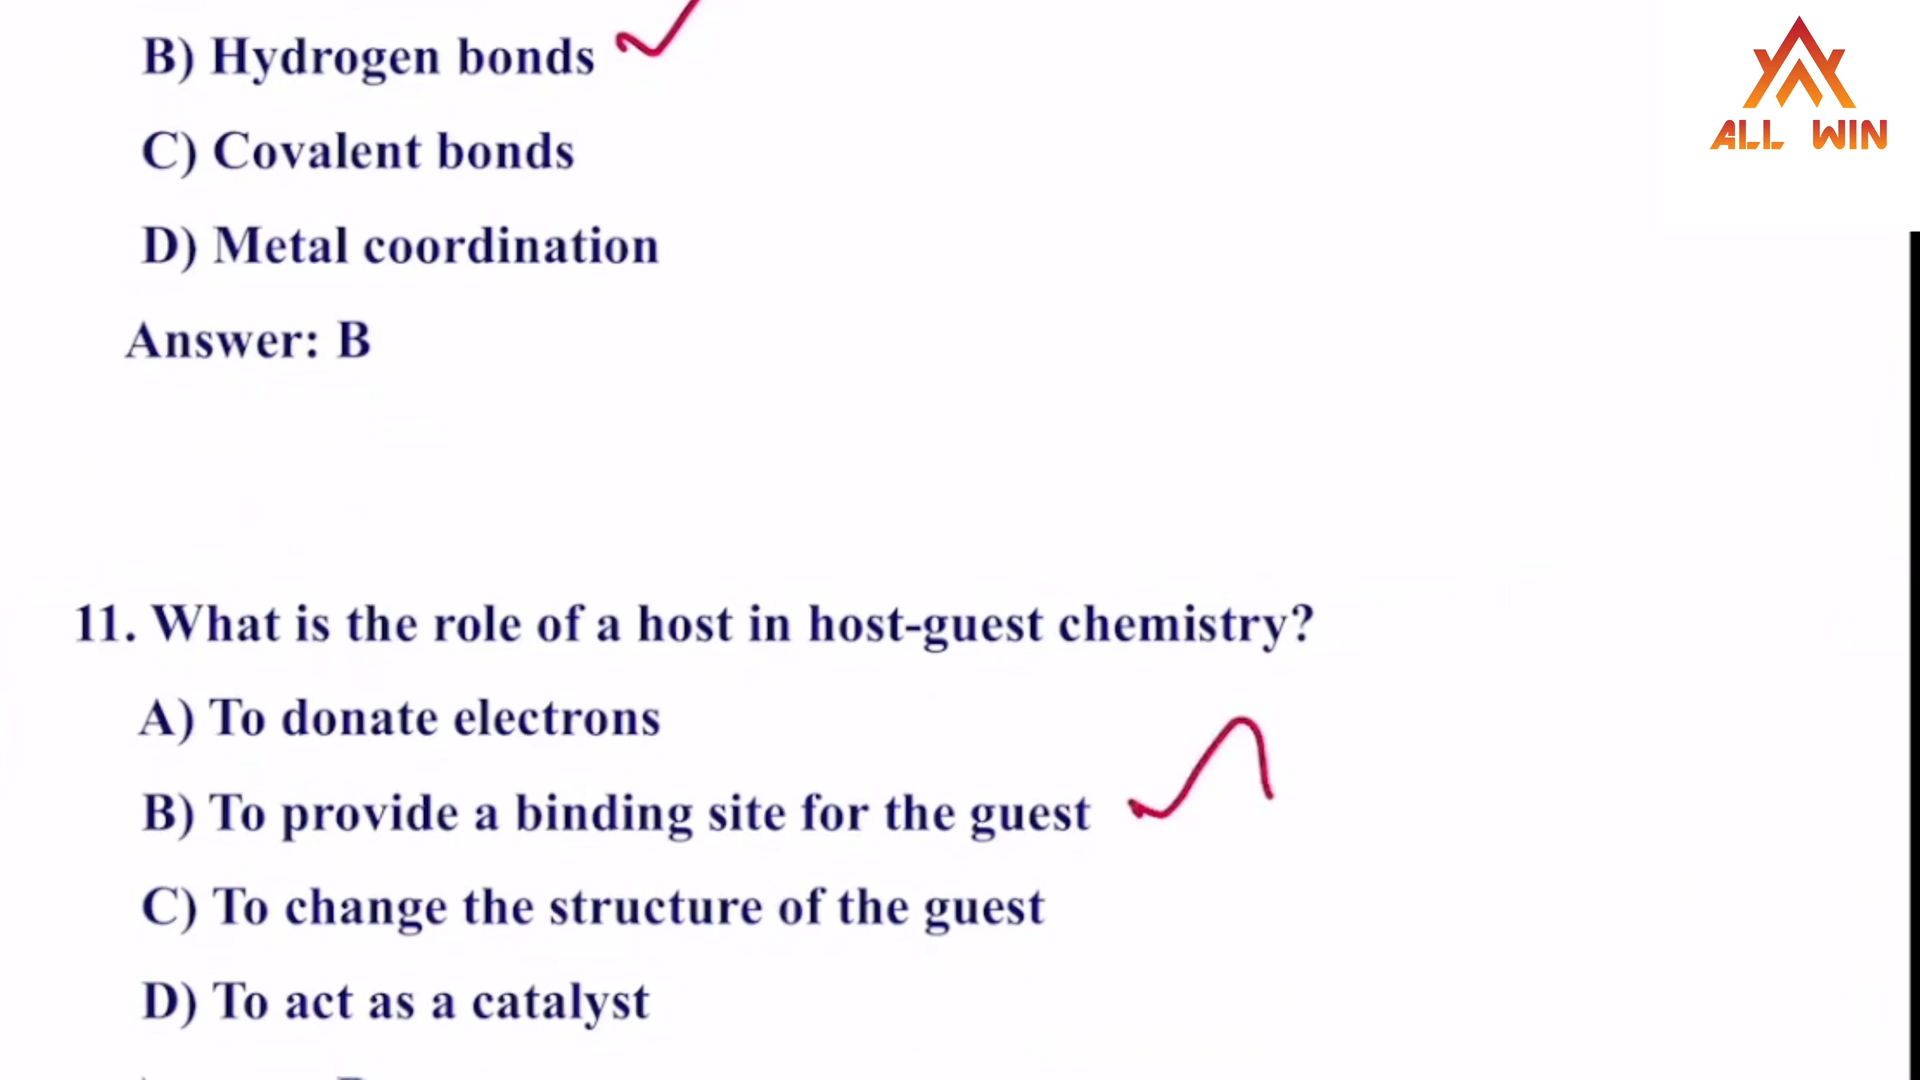 B) Hydrogen bonds
ALL WIN
C) Covalent bonds
D) Metal coordination
Answer: B
11. What is the role of a host in host-guest chemistry?
A) To donate electrons
B) To provide a binding site for the guest
C) To change the structure of the guest
D) To act as a catalyst